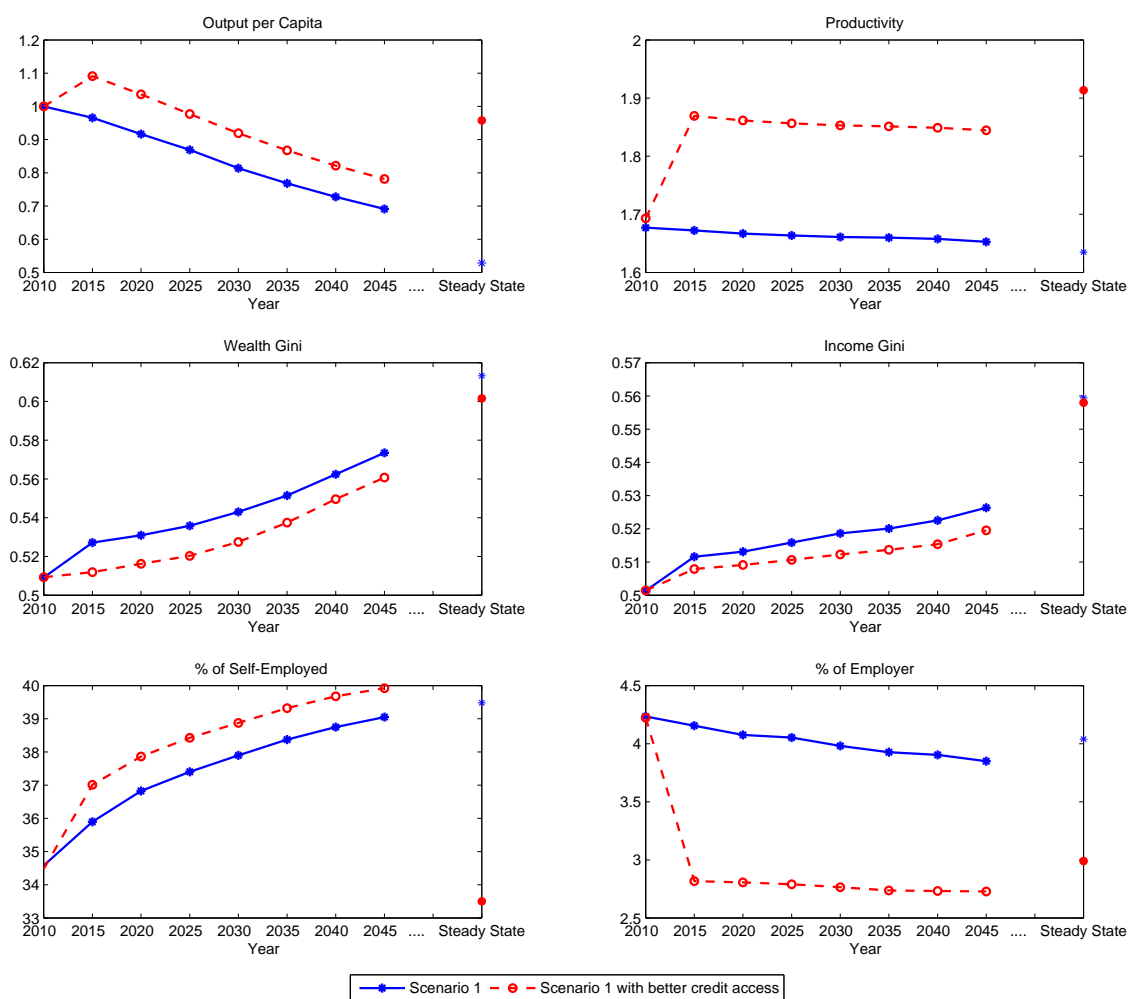 Output per Capita
1.2
1.1
1
0.9
0.8
0.7
0.6
0.5
2010 2015 2020 2025 2030 2035 2040 2045 .... Steady State
Year
Productivity
2
1.9
1.8
1.7
1.6
2010 2015 2020 2025 2030 2035 2040 2045 .... Steady State
Year
Wealth Gini
0.62
0.6
0.58
0.56
0.54
0.52
0.5
2010 2015 2020 2025 2030 2035 2040 2045 .... Steady State
Year
Income Gini
0.57
0.56
0.55
0.54
0.53
0.52
0.51
0.5
2010 2015 2020 2025 2030 2035 2040 2045 .... Steady State
Year
% of Self-Employed
40
39
38
37
36
35
34
33
2010 2015 2020 2025 2030 2035 2040 2045 .... Steady State
Year
% of Employer
4.5
4
3.5
3
2.5
2010 2015 2020 2025 2030 2035 2040 2045 .... Steady State
Year
Scenario 1
Scenario 1 with better credit access